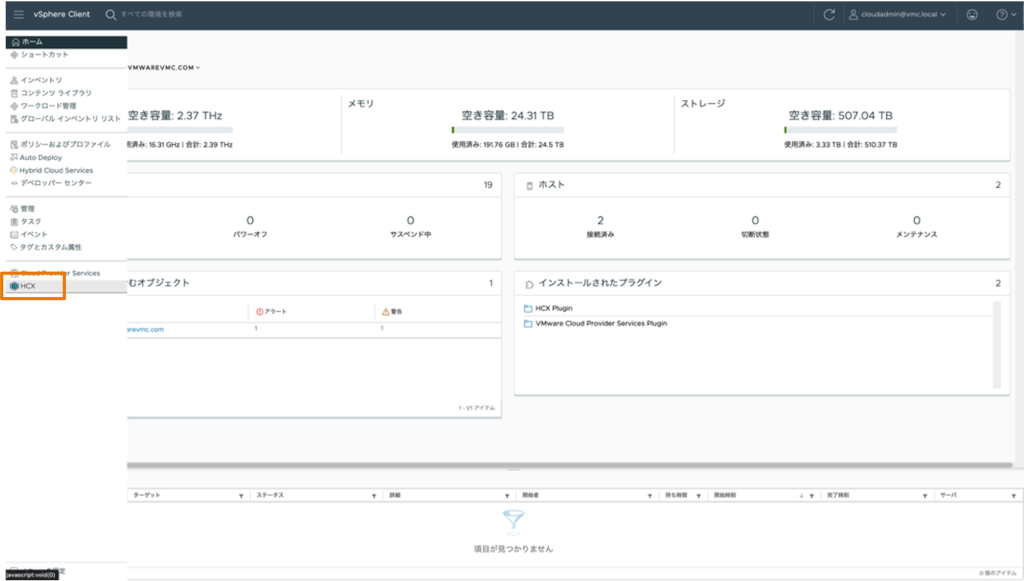 vSphere Client
すべての環境を検索
cloudadmin@vmc.local
ホーム
ショートカット
インベントリ
コンテンツ ライブラリ
ワークロード管理
グローバル インベントリ リスト
ポリシーおよびプロファイル
Auto Deploy
Hybrid Cloud Services
デベロッパー センター
管理
タスク
イベント
タグとカスタム属性
Cloud Provider Services
HCX
VMWAREVMC.COM
空き容量: 2.37 THz
用済み: 16.31 GHz | 合計: 2.39 THz
メモリ
空き容量: 24.31 TB
使用済み: 191.76 GB | 合計: 24.5 TB
ストレージ
空き容量: 507.04 TB
使用済み: 3.33 TB | 合計: 510.37 TB
19
0
パワーオフ
0
サスペンド中
ホスト
2
2
接続済み
0
切断状態
0
メンテナンス
むオブジェクト
1
アラート
警告
arevmc.com
1
1
1 - 1/1 アイテム
インストールされたプラグイン
2
HCX Plugin
VMware Cloud Provider Services Plugin
ターゲット
ステータス
詳細
開始者
待ち時間
開始時刻
完了時刻
サーバ
項目が見つかりません
0 個のアイテム
javascript:void(0)